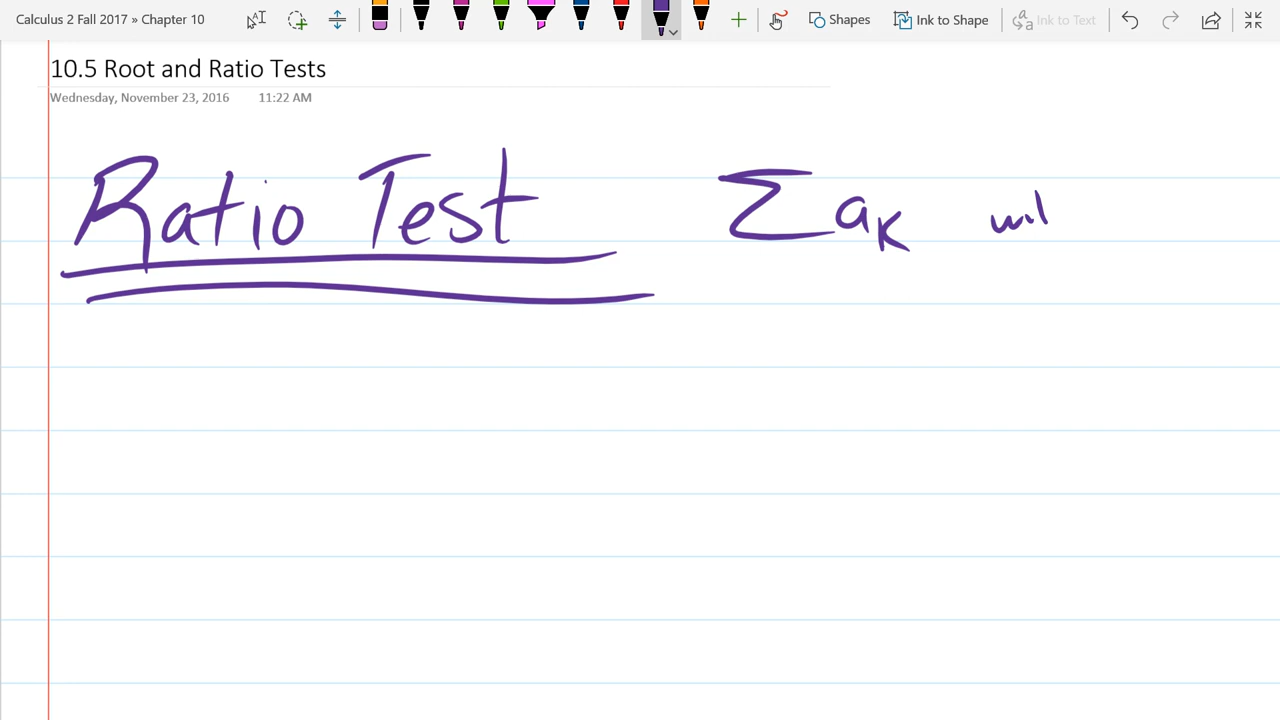 Calculus 2 Fall 2017 » Chapter 10
Shapes Ink to Shape Ink to Text
10.5 Root and Ratio Tests
Wednesday, November 23, 2016 11:22 AM
Ratio Test Σaₖ